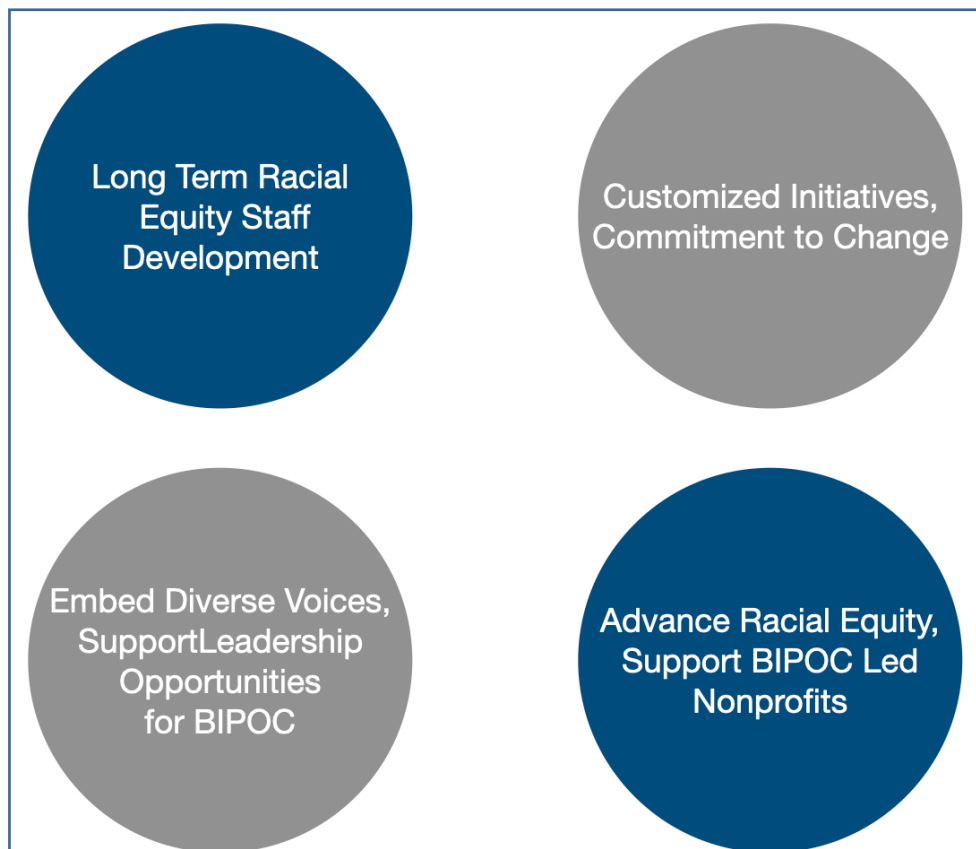 Long Term Racial
Equity Staff
Development
Customized Initiatives,
Commitment to Change
Embed Diverse Voices,
SupportLeadership
Opportunities
for BIPOC
Advance Racial Equity,
Support BIPOC Led
Nonprofits